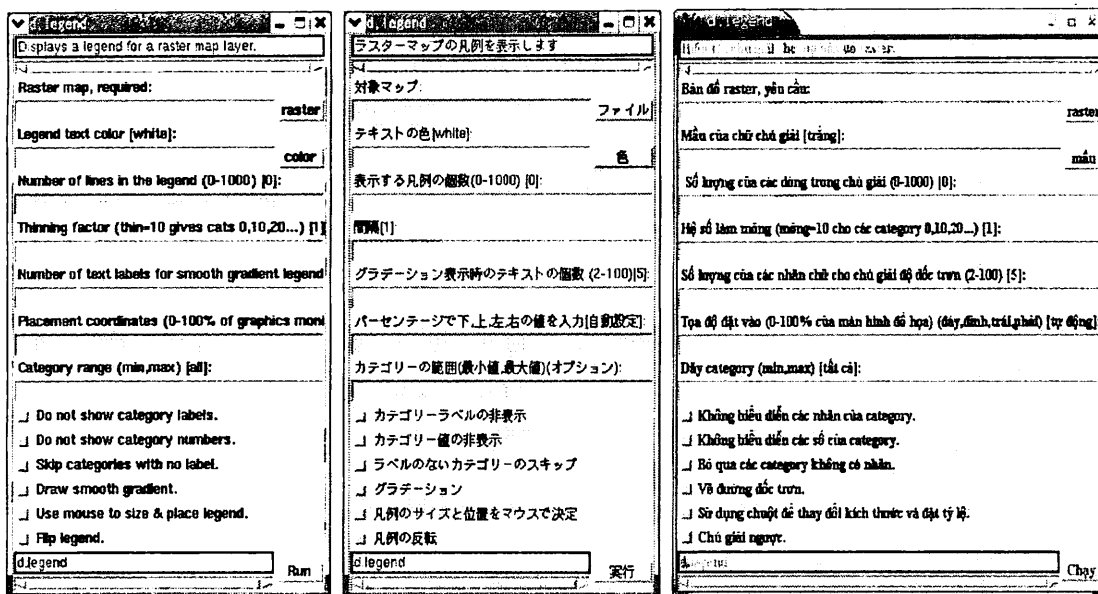 d.legend
Displays a legend for a raster map layer.
Raster map, required:
raster
Legend text color [white]:
color
Number of lines in the legend (0-1000) [0]:
Thinning factor (thin=10 gives cats 0,10,20...) [1]
Number of text labels for smooth gradient legend
Placement coordinates (0-100% of graphics moni
Category range (min,max) [all]:
Do not show category labels.
Do not show category numbers.
Skip categories with no label.
Draw smooth gradient.
Use mouse to size & place legend.
Flip legend.
d.legend
Run
d.legend
ラスターマップの凡例を表示します
対象マップ:
ファイル
テキストの色[white]:
色
表示する凡例の個数(0-1000) [0]:
間隔[1]:
グラデーション表示時のテキストの個数 (2-100)[5]:
パーセンテージで下,上,左,右の値を入力[自動設定]:
カテゴリーの範囲(最小値,最大値)(オプション):
カテゴリーラベルの非表示
カテゴリー値の非表示
ラベルのないカテゴリーのスキップ
グラデーション
凡例のサイズと位置をマウスで決定
凡例の反転
d.legend
実行
d.legend
Bản đồ raster, yêu cầu:
raster
Mầu của chữ chú giải [trắng]:
mầu
Số lượng của các dòng trung chú giải (0-1000) [0]:
Hệ số làm mỏng (mỏng=10 cho các category 0,10,20...) [1]:
Số lượng của các nhãn chữ cho chú giải độ dốc trơn (2-100) [5]:
Tọa độ đặt vào (0-100% của màn hình đồ họa) (đáy,đỉnh,trái,phải) [tự động]
Dãy category (min,max) [tất cả]:
Không biểu diễn các nhãn của category.
Không biểu diễn các số của category.
Bỏ qua các category không có nhãn.
Vẽ đường dốc trơn.
Sử dụng chuột để thay đổi kích thước và đặt tỷ lệ.
Chú giải ngược.
d.legend
Chạy